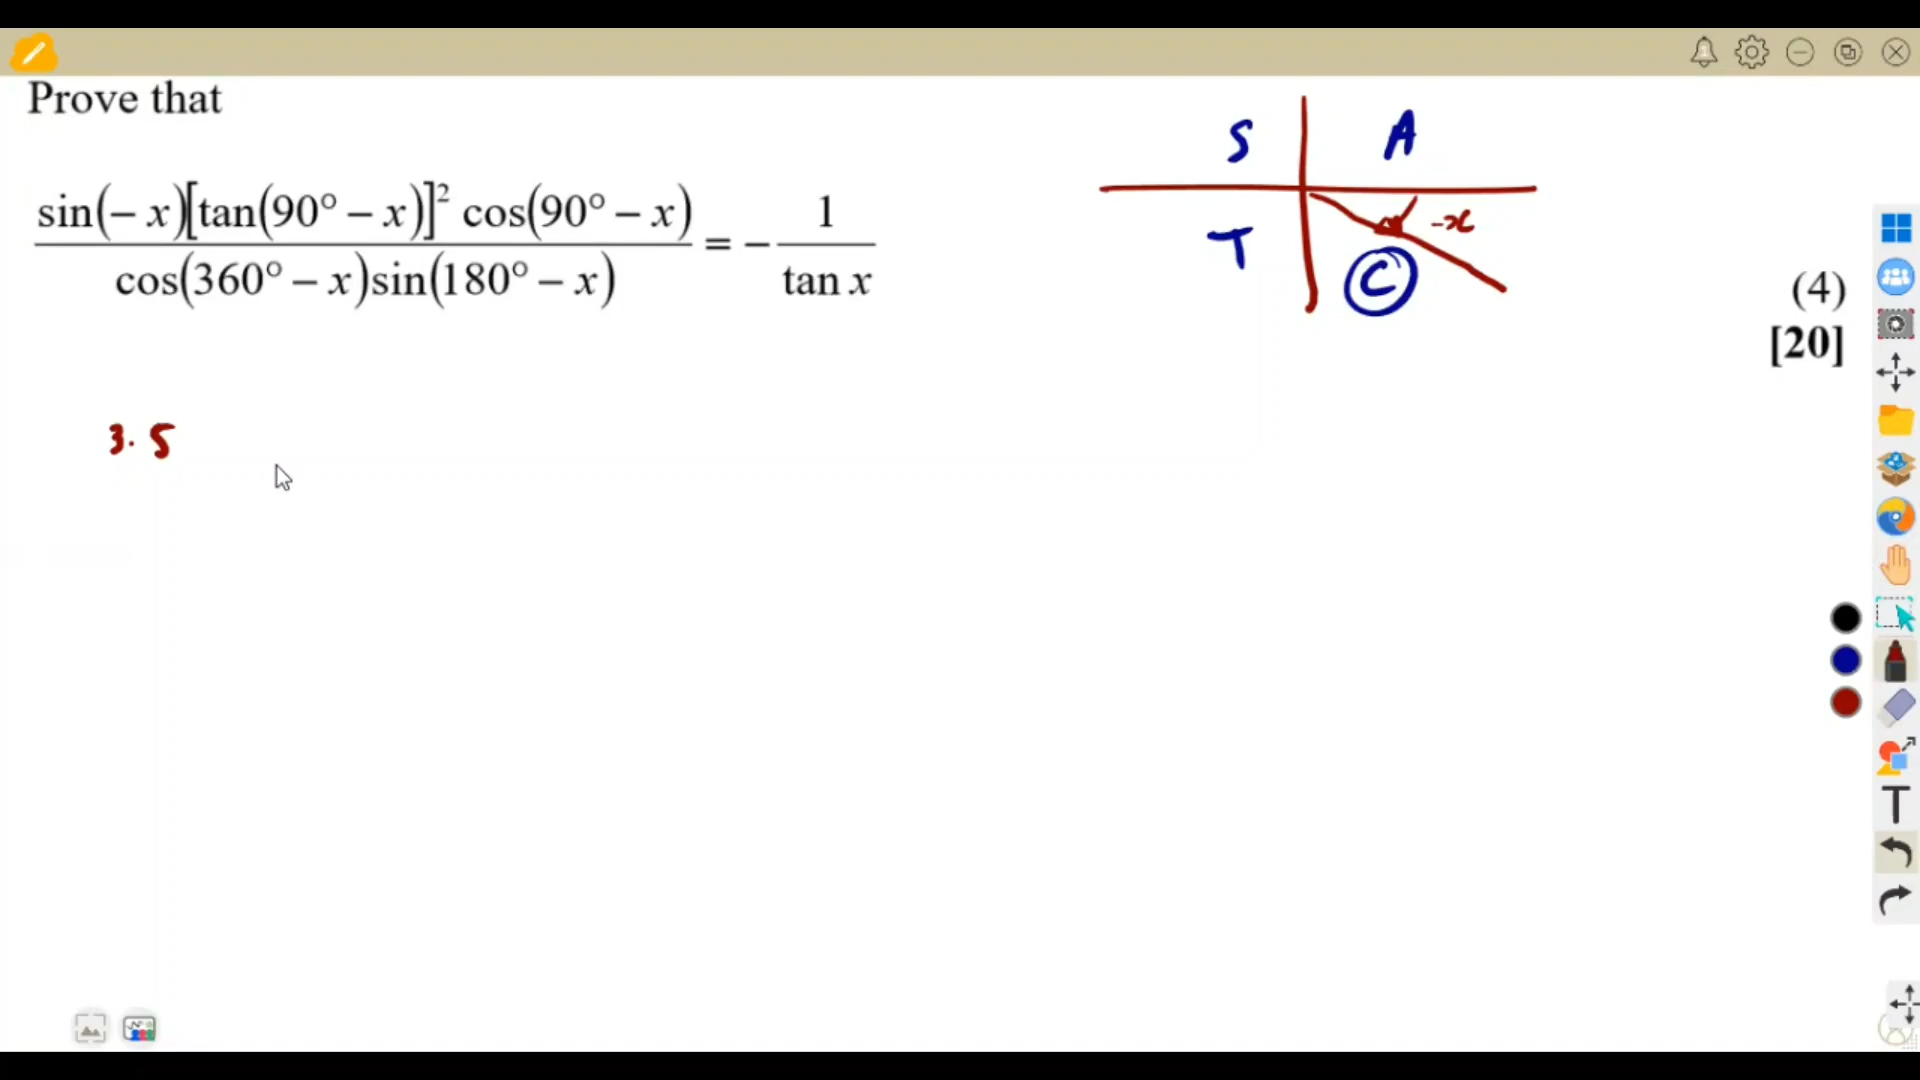 Prove that
sin(– x)[tan(90° – x)]² cos(90° – x) / cos(360° – x)sin(180° – x) = – 1 / tan x
S A
T C
-x
(4)
[20]
3.5